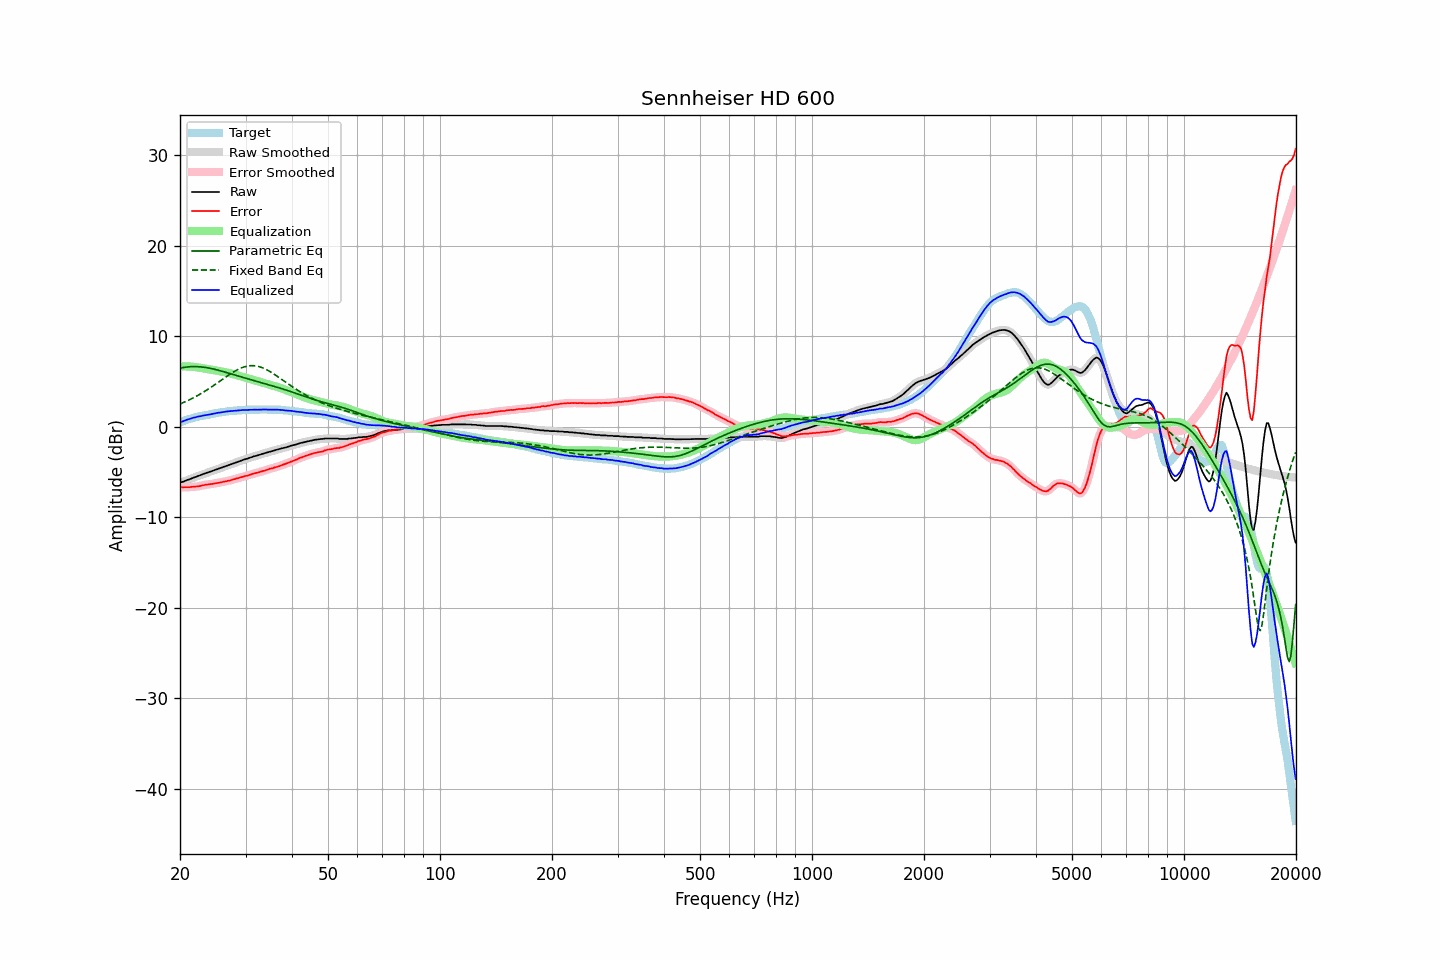 Sennheiser HD 600
Target
Raw Smoothed
Error Smoothed
Raw
Error
Equalization
Parametric Eq
Fixed Band Eq
Equalized
30
20
10
0
−10
−20
−30
−40
Amplitude (dBr)
20
50
100
200
500
1000
2000
5000
10000
20000
Frequency (Hz)